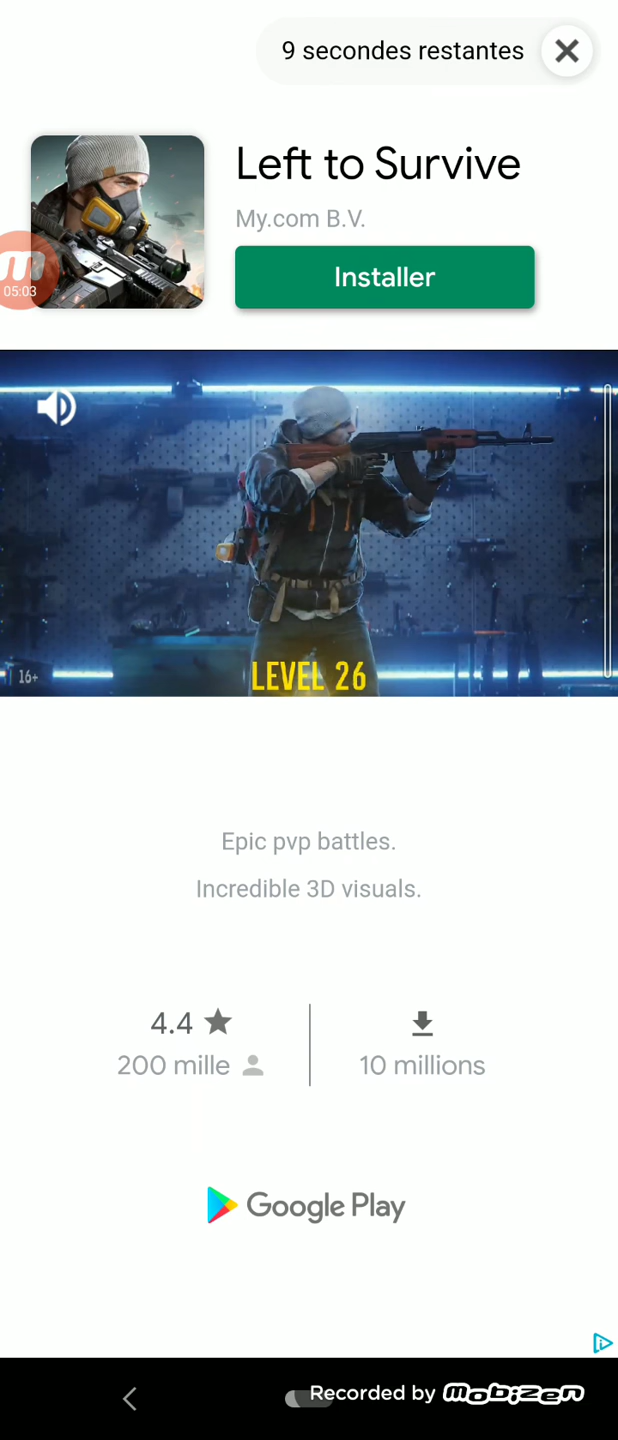 9 secondes restantes
Left to Survive
My.com B.V.
Installer
05:03
16+
LEVEL 26
Epic pvp battles.
Incredible 3D visuals.
4.4
200 mille
10 millions
Google Play
Recorded by Mobizen